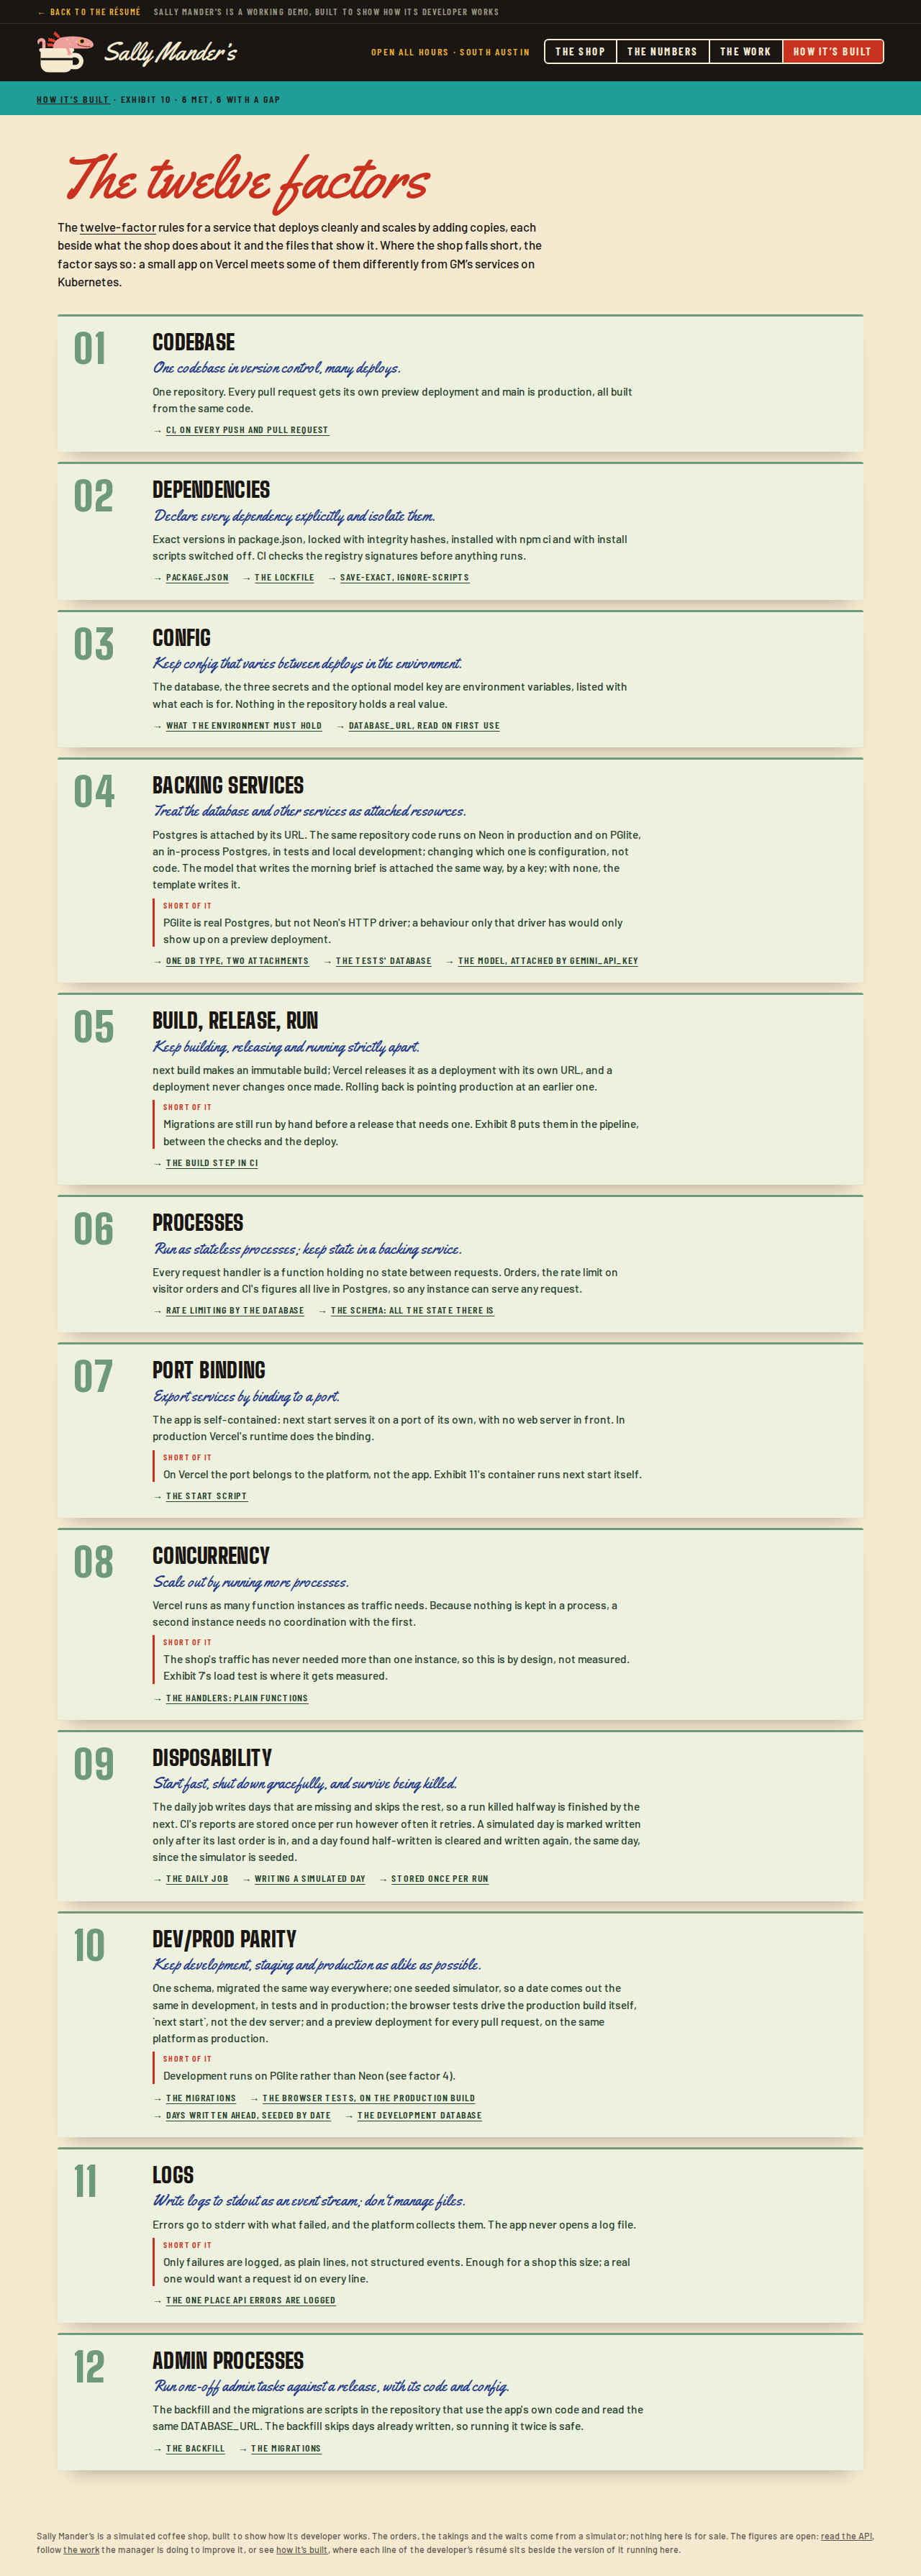 ← BACK TO THE RÉSUMÉ SALLY MANDER'S IS A WORKING DEMO, BUILT TO SHOW HOW ITS DEVELOPER WORKS
Sally Mander's OPEN ALL HOURS · SOUTH AUSTIN THE SHOP THE NUMBERS THE WORK HOW IT'S BUILT
HOW IT'S BUILT · EXHIBIT 10 · 6 MET, 6 WITH A GAP
The twelve factors
The twelve-factor rules for a service that deploys cleanly and scales by adding copies, each
beside what the shop does about it and the files that show it. Where the shop falls short, the
factor says so: a small app on Vercel meets some of them differently from GM's services on
Kubernetes.
01 CODEBASE
One codebase in version control, many deploys.
One repository. Every pull request gets its own preview deployment and main is production, all built
from the same code.
→ CI, ON EVERY PUSH AND PULL REQUEST
02 DEPENDENCIES
Declare every dependency explicitly and isolate them.
Exact versions in package.json, locked with integrity hashes, installed with npm ci and with install
scripts switched off. CI checks the registry signatures before anything runs.
→ PACKAGE.JSON → THE LOCKFILE → SAVE-EXACT, IGNORE-SCRIPTS
03 CONFIG
Keep config that varies between deploys in the environment.
The database, the three secrets and the optional model key are environment variables, listed with
what each is for. Nothing in the repository holds a real value.
→ WHAT THE ENVIRONMENT MUST HOLD → DATABASE_URL, READ ON FIRST USE
04 BACKING SERVICES
Treat the database and other services as attached resources.
Postgres is attached by its URL. The same repository code runs on Neon in production and on PGlite,
an in-process Postgres, in tests and local development; changing which one is configuration, not
code. The model that writes the morning brief is attached the same way, by a key; with none, the
template writes it.
SHORT OF IT
PGlite is real Postgres, but not Neon's HTTP driver; a behaviour only that driver has would only
show up on a preview deployment.
→ ONE DB TYPE, TWO ATTACHMENTS → THE TESTS' DATABASE → THE MODEL, ATTACHED BY GEMINI_API_KEY
05 BUILD, RELEASE, RUN
Keep building, releasing and running strictly apart.
next build makes an immutable build; Vercel releases it as a deployment with its own URL, and a
deployment never changes once made. Rolling back is pointing production at an earlier one.
SHORT OF IT
Migrations are still run by hand before a release that needs one. Exhibit 8 puts them in the pipeline,
between the checks and the deploy.
→ THE BUILD STEP IN CI
06 PROCESSES
Run as stateless processes; keep state in a backing service.
Every request handler is a function holding no state between requests. Orders, the rate limit on
visitor orders and CI's figures all live in Postgres, so any instance can serve any request.
→ RATE LIMITING BY THE DATABASE → THE SCHEMA: ALL THE STATE THERE IS
07 PORT BINDING
Export services by binding to a port.
The app is self-contained: next start serves it on a port of its own, with no web server in front. In
production Vercel's runtime does the binding.
SHORT OF IT
On Vercel the port belongs to the platform, not the app. Exhibit 11's container runs next start itself.
→ THE START SCRIPT
08 CONCURRENCY
Scale out by running more processes.
Vercel runs as many function instances as traffic needs. Because nothing is kept in a process, a
second instance needs no coordination with the first.
SHORT OF IT
The shop's traffic has never needed more than one instance, so this is by design, not measured.
Exhibit 7's load test is where it gets measured.
→ THE HANDLERS: PLAIN FUNCTIONS
09 DISPOSABILITY
Start fast, shut down gracefully, and survive being killed.
The daily job writes days that are missing and skips the rest, so a run killed halfway is finished by the
next. CI's reports are stored once per run however often it retries. A simulated day is marked written
only after its last order is in, and a day found half-written is cleared and written again, the same day,
since the simulator is seeded.
→ THE DAILY JOB → WRITING A SIMULATED DAY → STORED ONCE PER RUN
10 DEV/PROD PARITY
Keep development, staging and production as alike as possible.
One schema, migrated the same way everywhere; one seeded simulator, so a date comes out the
same in development, in tests and in production; the browser tests drive the production build itself,
`next start`, not the dev server; and a preview deployment for every pull request, on the same
platform as production.
SHORT OF IT
Development runs on PGlite rather than Neon (see factor 4).
→ THE MIGRATIONS → THE BROWSER TESTS, ON THE PRODUCTION BUILD
→ DAYS WRITTEN AHEAD, SEEDED BY DATE → THE DEVELOPMENT DATABASE
11 LOGS
Write logs to stdout as an event stream; don't manage files.
Errors go to stderr with what failed, and the platform collects them. The app never opens a log file.
SHORT OF IT
Only failures are logged, as plain lines, not structured events. Enough for a shop this size; a real
one would want a request id on every line.
→ THE ONE PLACE API ERRORS ARE LOGGED
12 ADMIN PROCESSES
Run one-off admin tasks against a release, with its code and config.
The backfill and the migrations are scripts in the repository that use the app's own code and read the
same DATABASE_URL. The backfill skips days already written, so running it twice is safe.
→ THE BACKFILL → THE MIGRATIONS
Sally Mander's is a simulated coffee shop, built to show how its developer works. The orders, the takings and the waits come from a simulator; nothing here is for sale. The figures are open: read the API,
follow the work the manager is doing to improve it, or see how it's built, where each line of the developer's résumé sits beside the version of it running here.